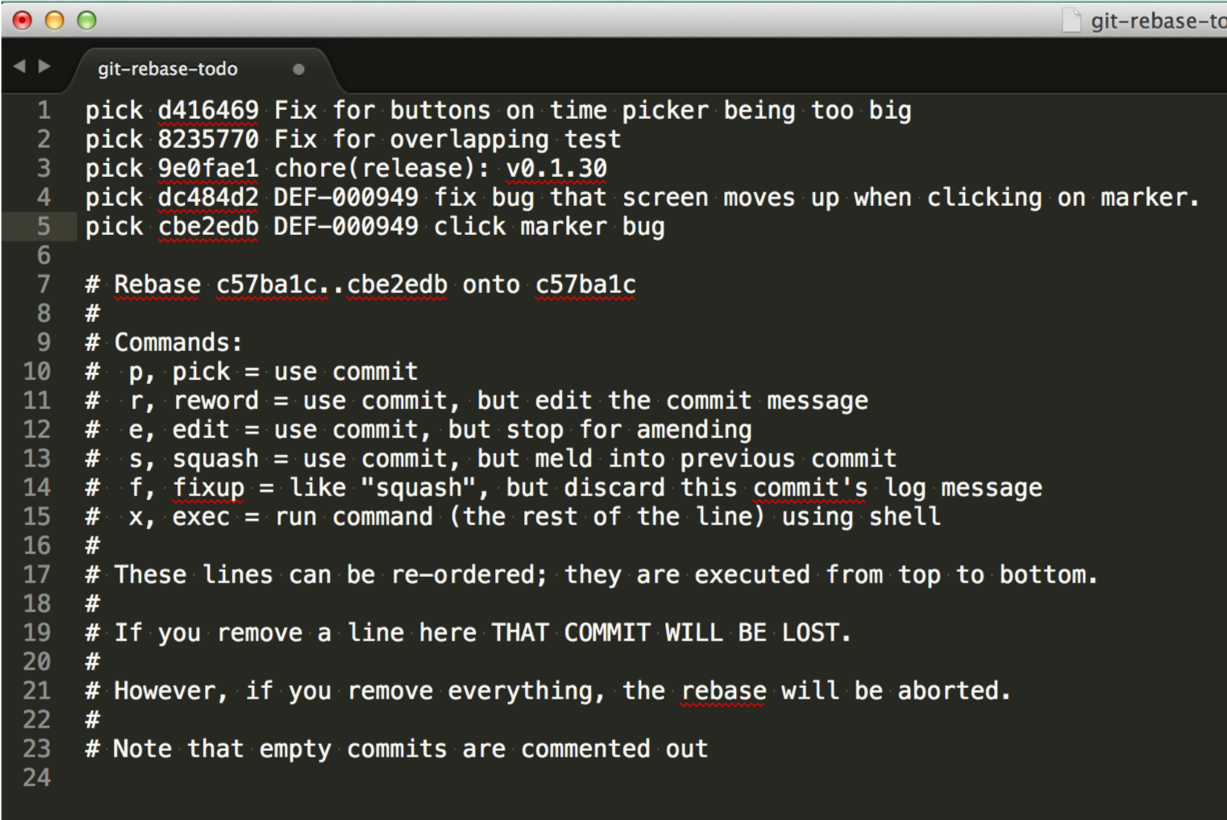 git-rebase-to
git-rebase-todo
1 pick d416469 Fix for buttons on time picker being too big
2 pick 8235770 Fix for overlapping test
3 pick 9e0fae1 chore(release): v0.1.30
4 pick dc484d2 DEF-000949 fix bug that screen moves up when clicking on marker.
5 pick cbe2edb DEF-000949 click marker bug
6
7 # Rebase c57ba1c..cbe2edb onto c57ba1c
8 #
9 # Commands:
10 #  p, pick = use commit
11 #  r, reword = use commit, but edit the commit message
12 #  e, edit = use commit, but stop for amending
13 #  s, squash = use commit, but meld into previous commit
14 #  f, fixup = like "squash", but discard this commit's log message
15 #  x, exec = run command (the rest of the line) using shell
16 #
17 # These lines can be re-ordered; they are executed from top to bottom.
18 #
19 # If you remove a line here THAT COMMIT WILL BE LOST.
20 #
21 # However, if you remove everything, the rebase will be aborted.
22 #
23 # Note that empty commits are commented out
24